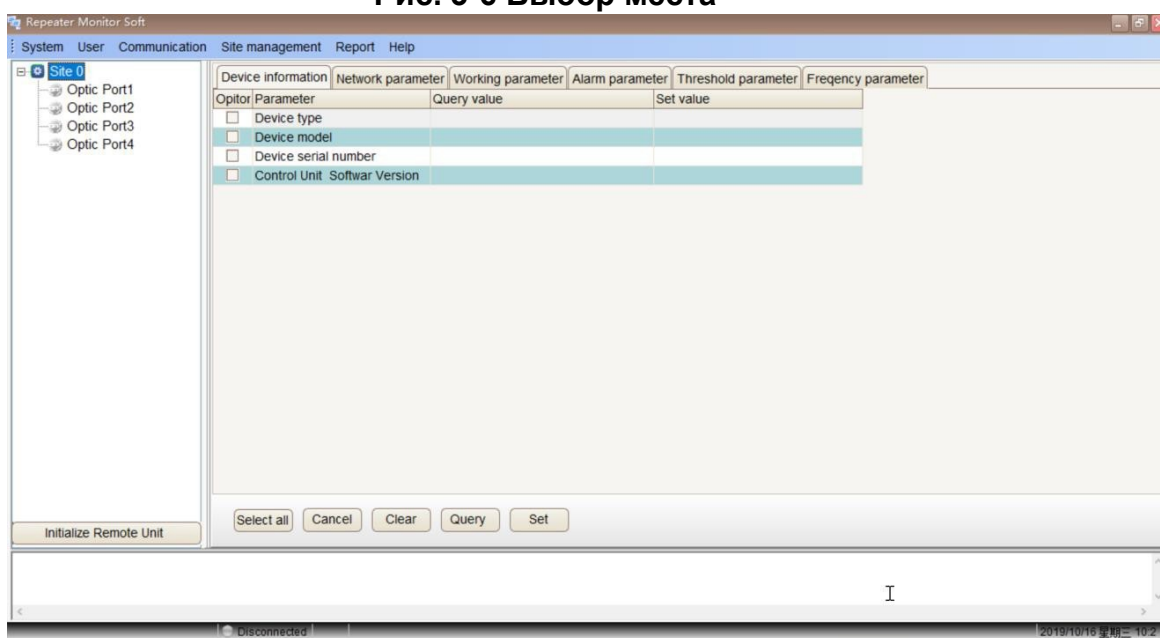 Рис. 3-6 Выбор места
Repeater Monitor Soft
System User Communication Site management Report Help
Site 0
Optic Port1
Optic Port2
Optic Port3
Optic Port4
Initialize Remote Unit
Device information Network parameter Working parameter Alarm parameter Threshold parameter Freqency parameter
Opitor Parameter Query value Set value
Device type
Device model
Device serial number
Control Unit Softwar Version
Select all Cancel Clear Query Set
Disconnected
2019/10/16 星期三 10:2